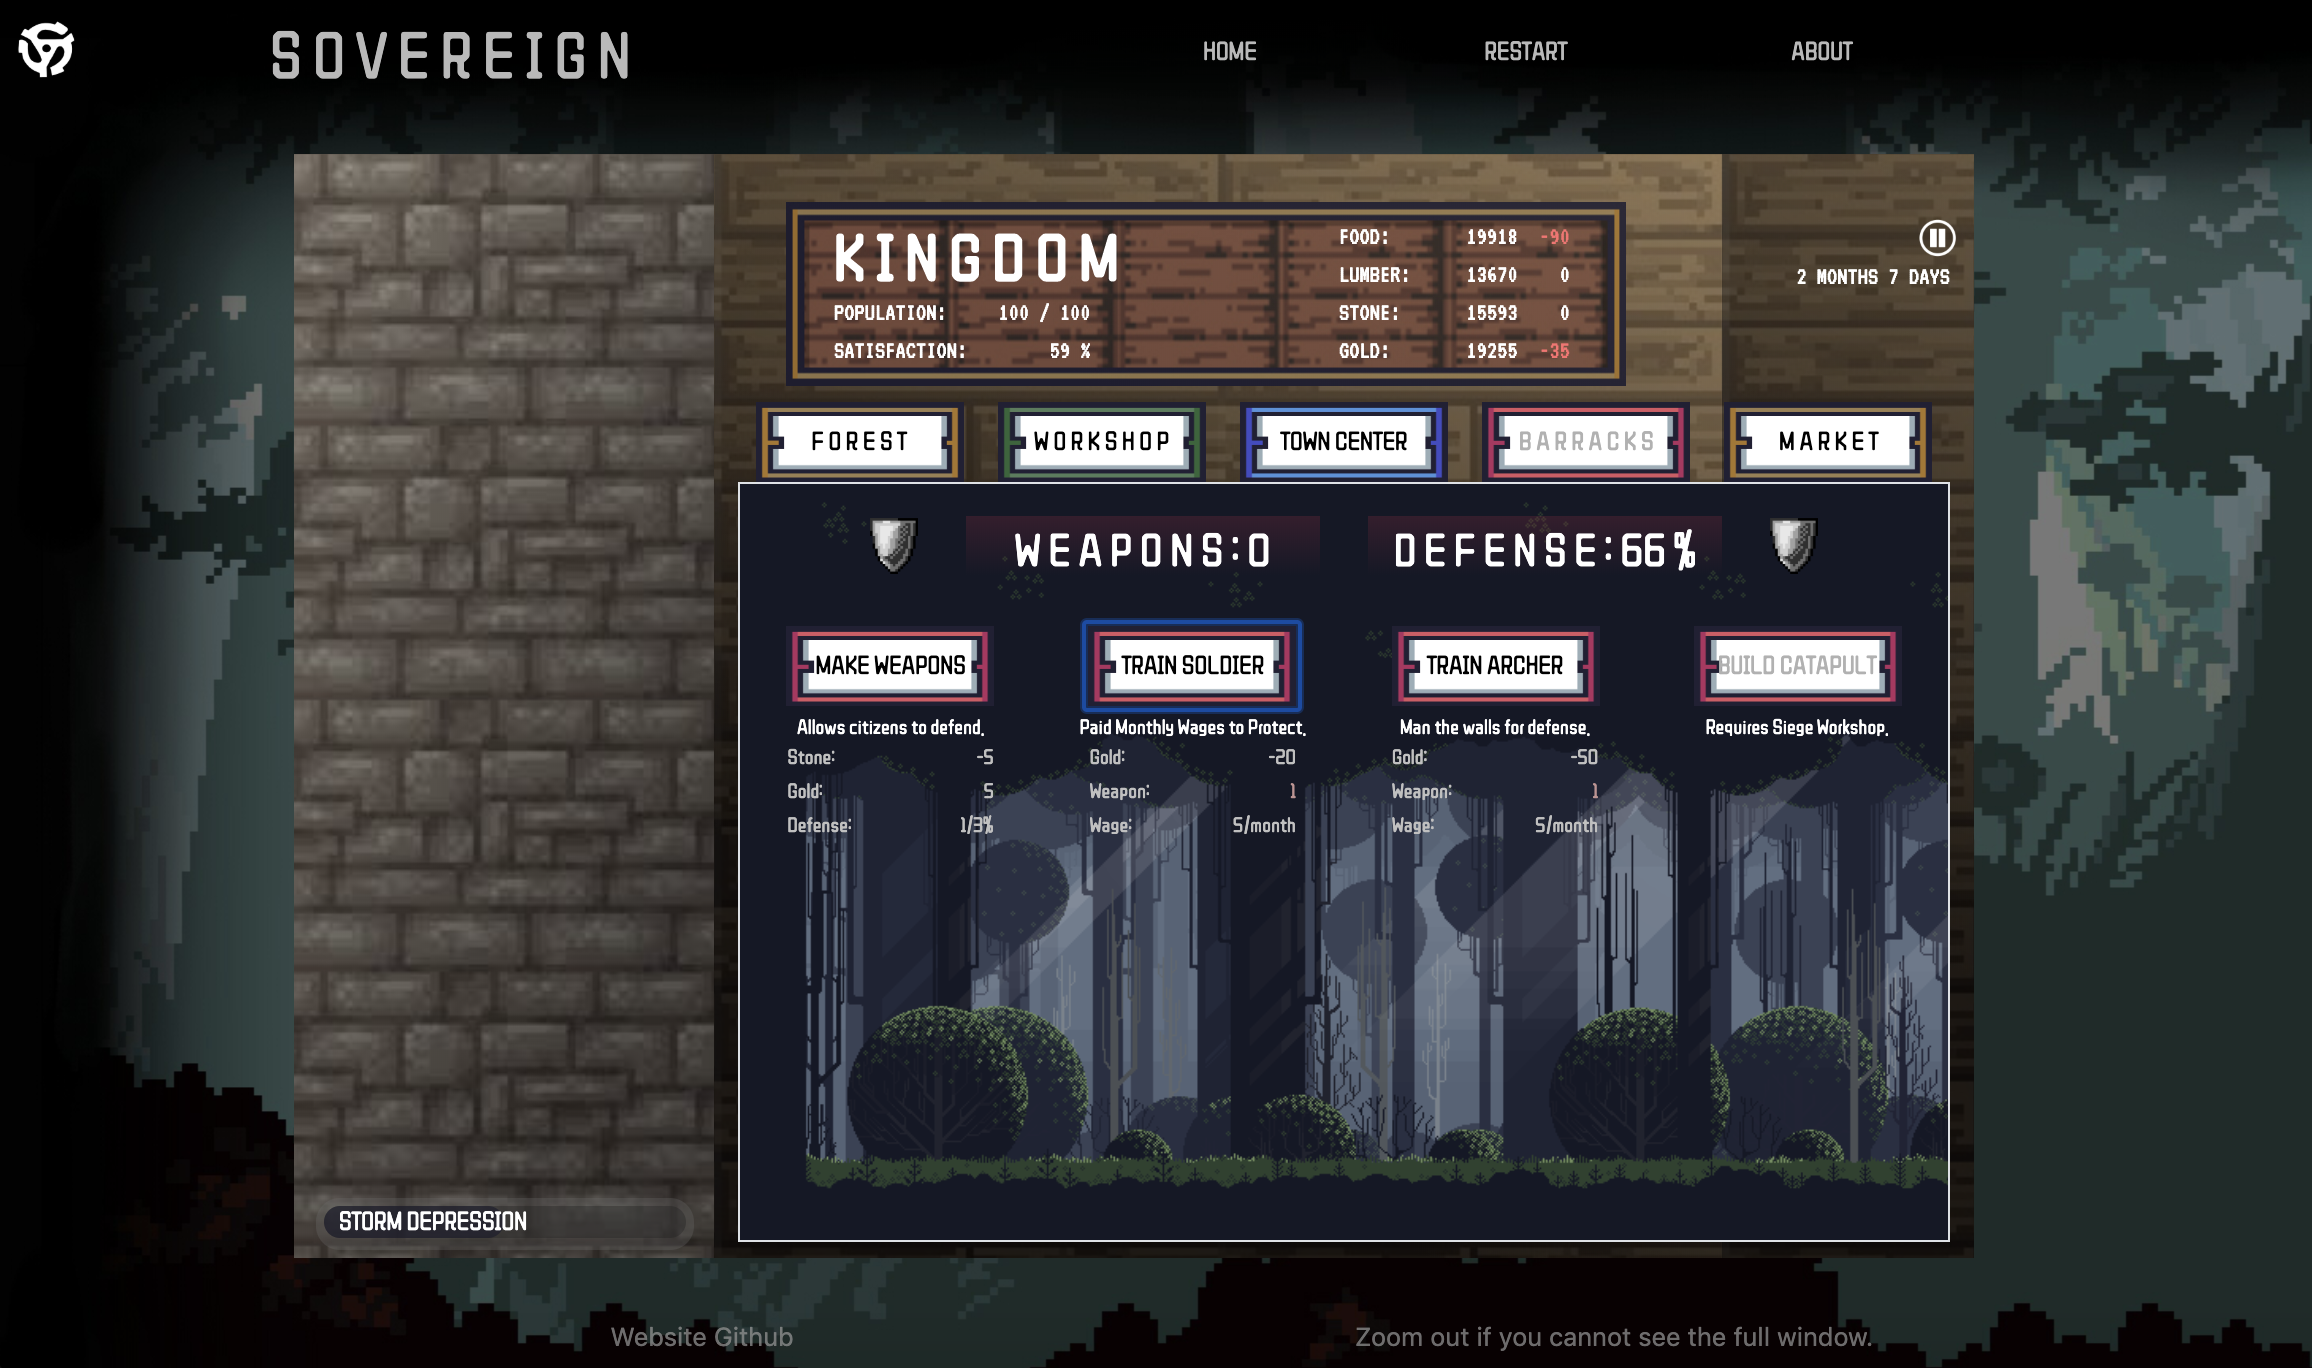 SOVEREIGN
HOME RESTART ABOUT
KINGDOM
POPULATION: 100 / 100
SATISFACTION: 59 %
FOOD: 19918 -90
LUMBER: 13670 0
STONE: 15593 0
GOLD: 19255 -35
2 MONTHS 7 DAYS
FOREST WORKSHOP TOWN CENTER BARRACKS MARKET
WEAPONS:0 DEFENSE:66%
MAKE WEAPONS
Allows citizens to defend.
Stone: -5
Gold: 5
Defense: 1/3%
TRAIN SOLDIER
Paid Monthly Wages to Protect.
Gold: -20
Weapon: 1
Wage: 5/month
TRAIN ARCHER
Man the walls for defense.
Gold: -50
Weapon: 1
Wage: 5/month
BUILD CATAPULT
Requires Siege Workshop.
STORM DEPRESSION
Website Github
Zoom out if you cannot see the full window.